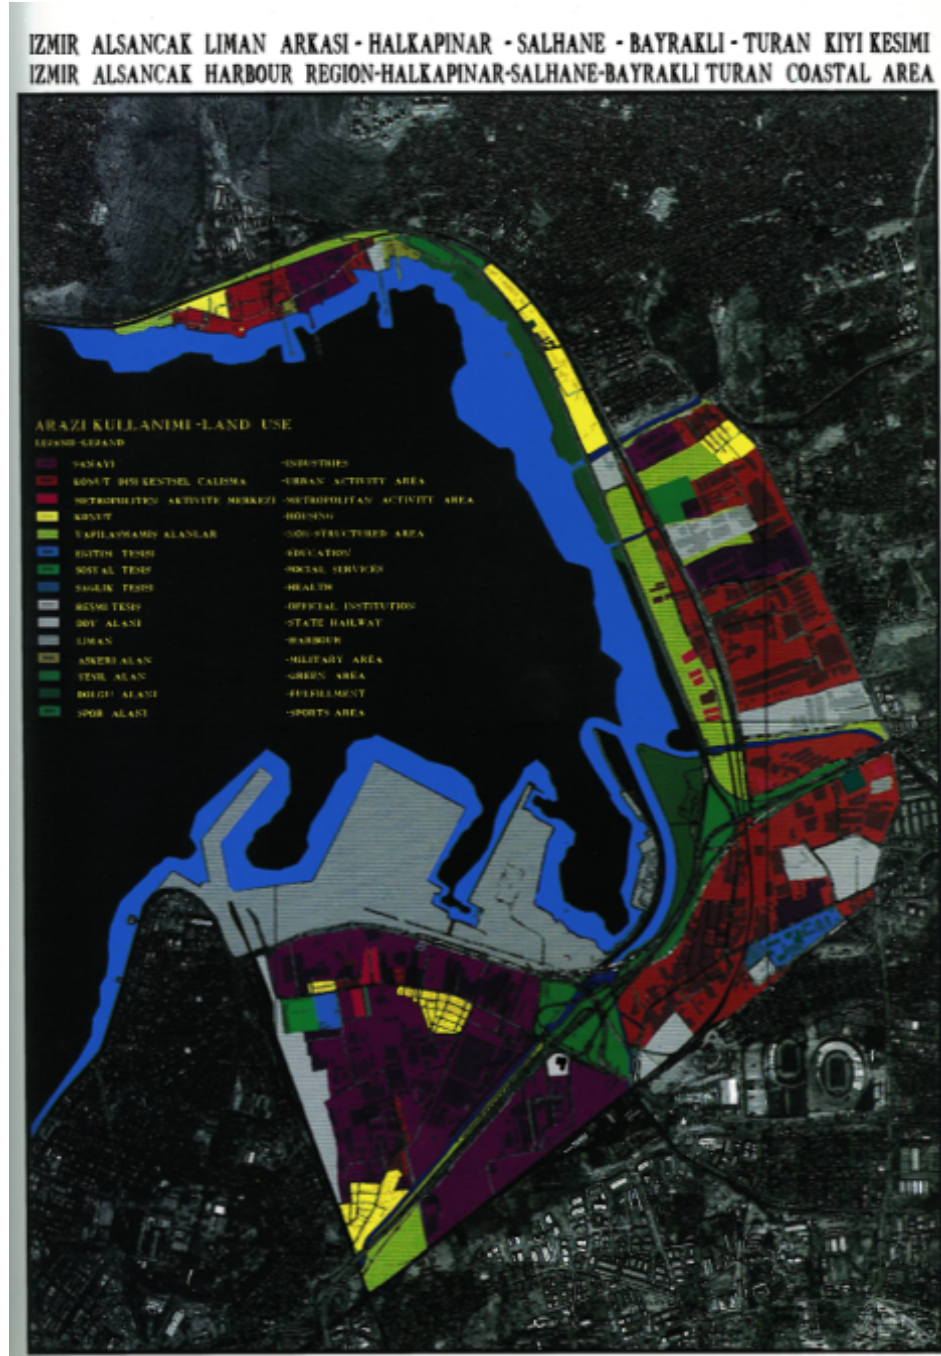 IZMIR ALSANCAK LIMAN ARKASI - HALKAPINAR - SALHANE - BAYRAKLI - TURAN KIYI KESIMI
IZMIR ALSANCAK HARBOUR REGION-HALKAPINAR-SALHANE-BAYRAKLI TURAN COASTAL AREA
ARAZI KULLANIMI -LAND USE
LEJAND -LEJAND
SANAYI -INDUSTRIES
KONUT DISI KENTSEL CALISMA -URBAN ACTIVITY AREA
METROPOLITEN AKTIVITE MERKEZI -METROPOLITAN ACTIVITY AREA
KONUT -HOUSING
YAPILASMAMIS ALANLAR -NON-STRUCTURED AREA
EGITIM TESISI -EDUCATION
SOSYAL TESIS -SOCIAL SERVICES
SAGLIK TESISI -HEALTH
RESMI TESIS -OFFICIAL INSTITUTION
DDY ALANI -STATE RAILWAY
LIMAN -HARBOUR
ASKERI ALAN -MILITARY AREA
YESIL ALAN -GREEN AREA
DOLGU ALANI -FULFILLMENT
SPOR ALANI -SPORTS AREA